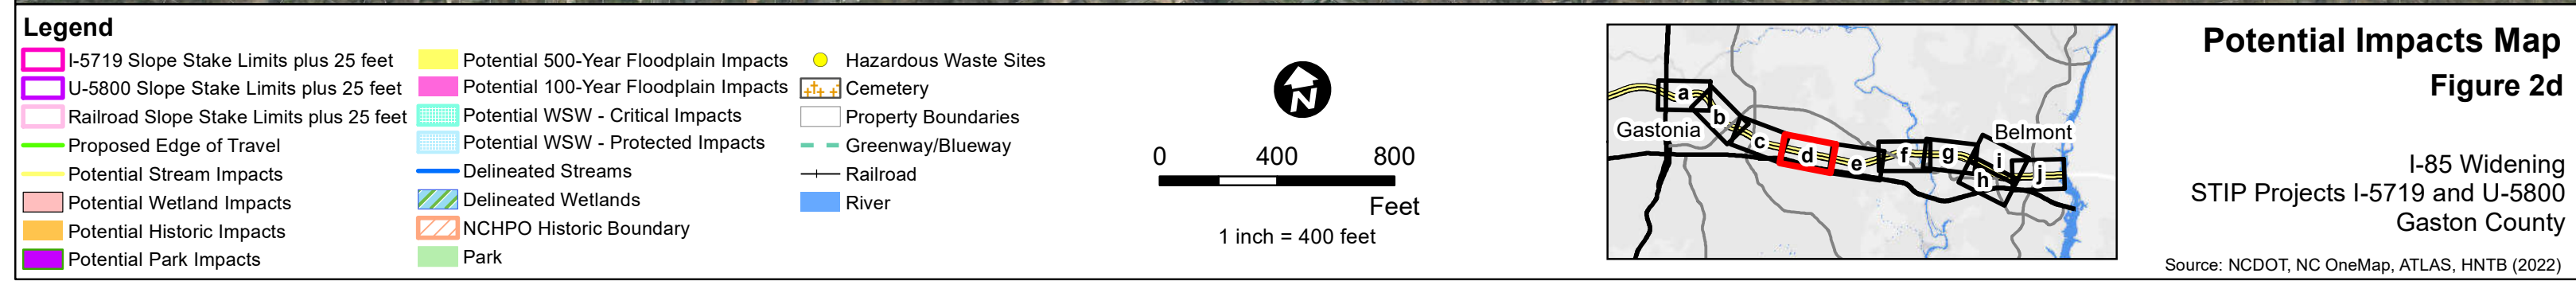 Legend
I-5719 Slope Stake Limits plus 25 feet
U-5800 Slope Stake Limits plus 25 feet
Railroad Slope Stake Limits plus 25 feet
Proposed Edge of Travel
Potential Stream Impacts
Potential Wetland Impacts
Potential Historic Impacts
Potential Park Impacts
Potential 500-Year Floodplain Impacts
Potential 100-Year Floodplain Impacts
Potential WSW - Critical Impacts
Potential WSW - Protected Impacts
Delineated Streams
Delineated Wetlands
NCHPO Historic Boundary
Park
Hazardous Waste Sites
Cemetery
Property Boundaries
Greenway/Blueway
Railroad
River
N
0 400 800
Feet
1 inch = 400 feet
a
b
Gastonia
Belmont
c
d
e
f
g
h
i
j
Potential Impacts Map
Figure 2d
I-85 Widening
STIP Projects I-5719 and U-5800
Gaston County
Source: NCDOT, NC OneMap, ATLAS, HNTB (2022)